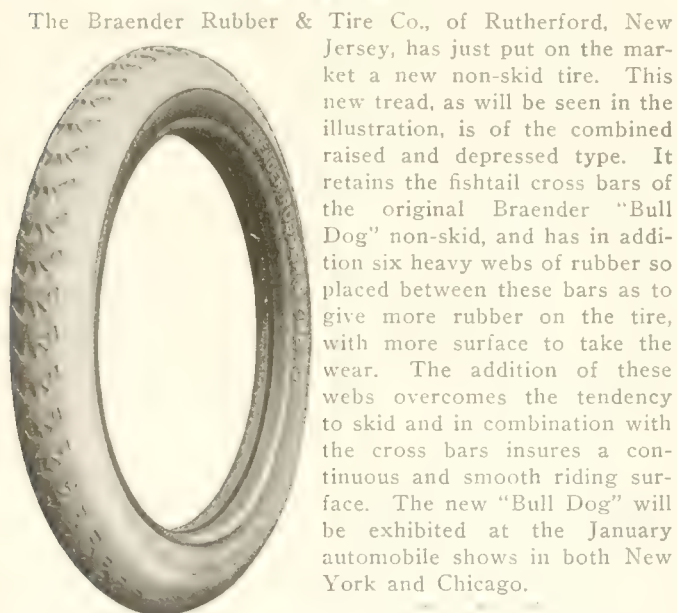 The Braender Rubber & Tire Co., of Rutherford, New
Jersey, has just put on the mar-
ket a new non-skid tire. This
new tread, as will be seen in the
illustration, is of the combined
raised and depressed type. It
retains the fishtail cross bars of
the original Braender "Bull
Dog" non-skid, and has in addi-
tion six heavy webs of rubber so
placed between these bars as to
give more rubber on the tire,
with more surface to take the
wear. The addition of these
webs overcomes the tendency
to skid and in combination with
the cross bars insures a con-
tinuous and smooth riding sur-
face. The new "Bull Dog" will
be exhibited at the January
automobile shows in both New
York and Chicago.